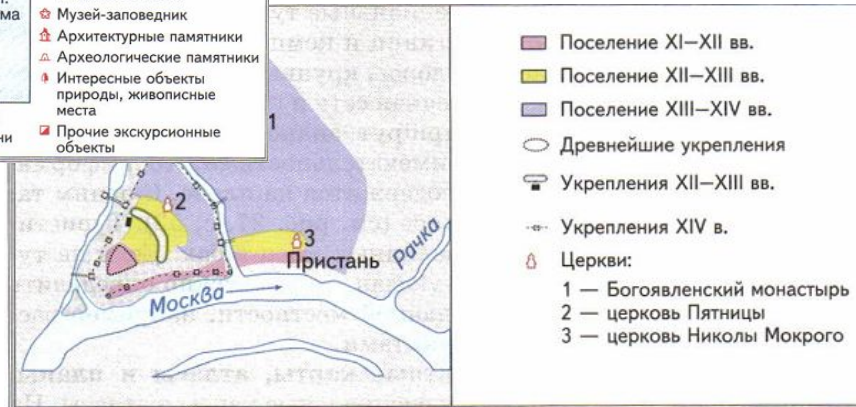 ма
Музей-заповедник
Архитектурные памятники
Археологические памятники
Интересные объекты
природы, живописные
места
ни
Прочие экскурсионные
объекты
1
2
3
Пристань
Рачка
Москва
Поселение XI–XII вв.
Поселение XII–XIII вв.
Поселение XIII–XIV вв.
Древнейшие укрепления
Укрепления XII–XIII вв.
Укрепления XIV в.
Церкви:
1 — Богоявленский монастырь
2 — церковь Пятницы
3 — церковь Николы Мокрого